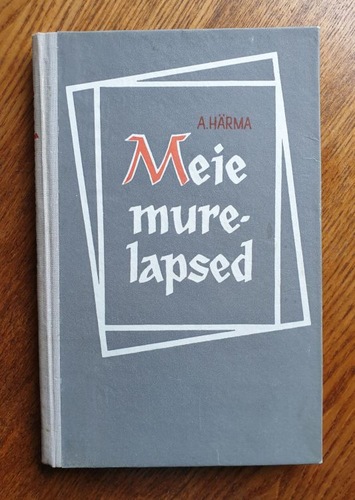 A. HÄRMA
Meie
mure-
lapsed